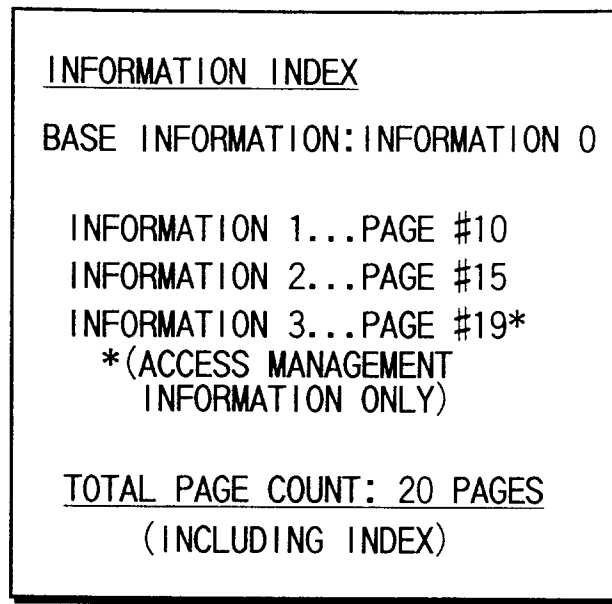 INFORMATION INDEX
BASE INFORMATION:INFORMATION 0
INFORMATION 1...PAGE #10
INFORMATION 2...PAGE #15
INFORMATION 3...PAGE #19*
*(ACCESS MANAGEMENT
INFORMATION ONLY)
TOTAL PAGE COUNT: 20 PAGES
(INCLUDING INDEX)